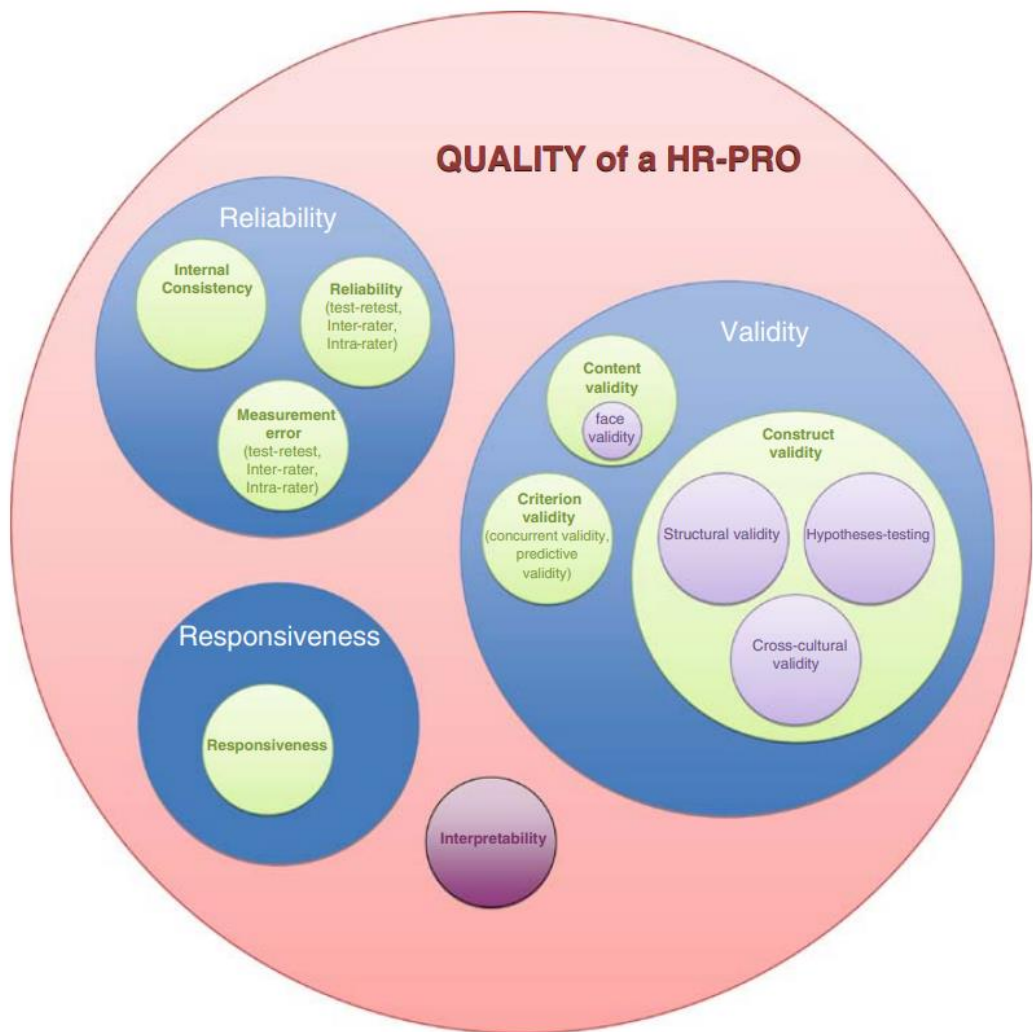 QUALITY of a HR-PRO
Reliability
Internal
Consistency
Reliability
(test-retest,
Inter-rater,
Intra-rater)
Measurement
error
(test-retest,
Inter-rater,
Intra-rater)
Validity
Content
validity
face
validity
Criterion
validity
(concurrent validity,
predictive
validity)
Construct
validity
Structural validity
Hypotheses-testing
Cross-cultural
validity
Responsiveness
Responsiveness
Interpretability